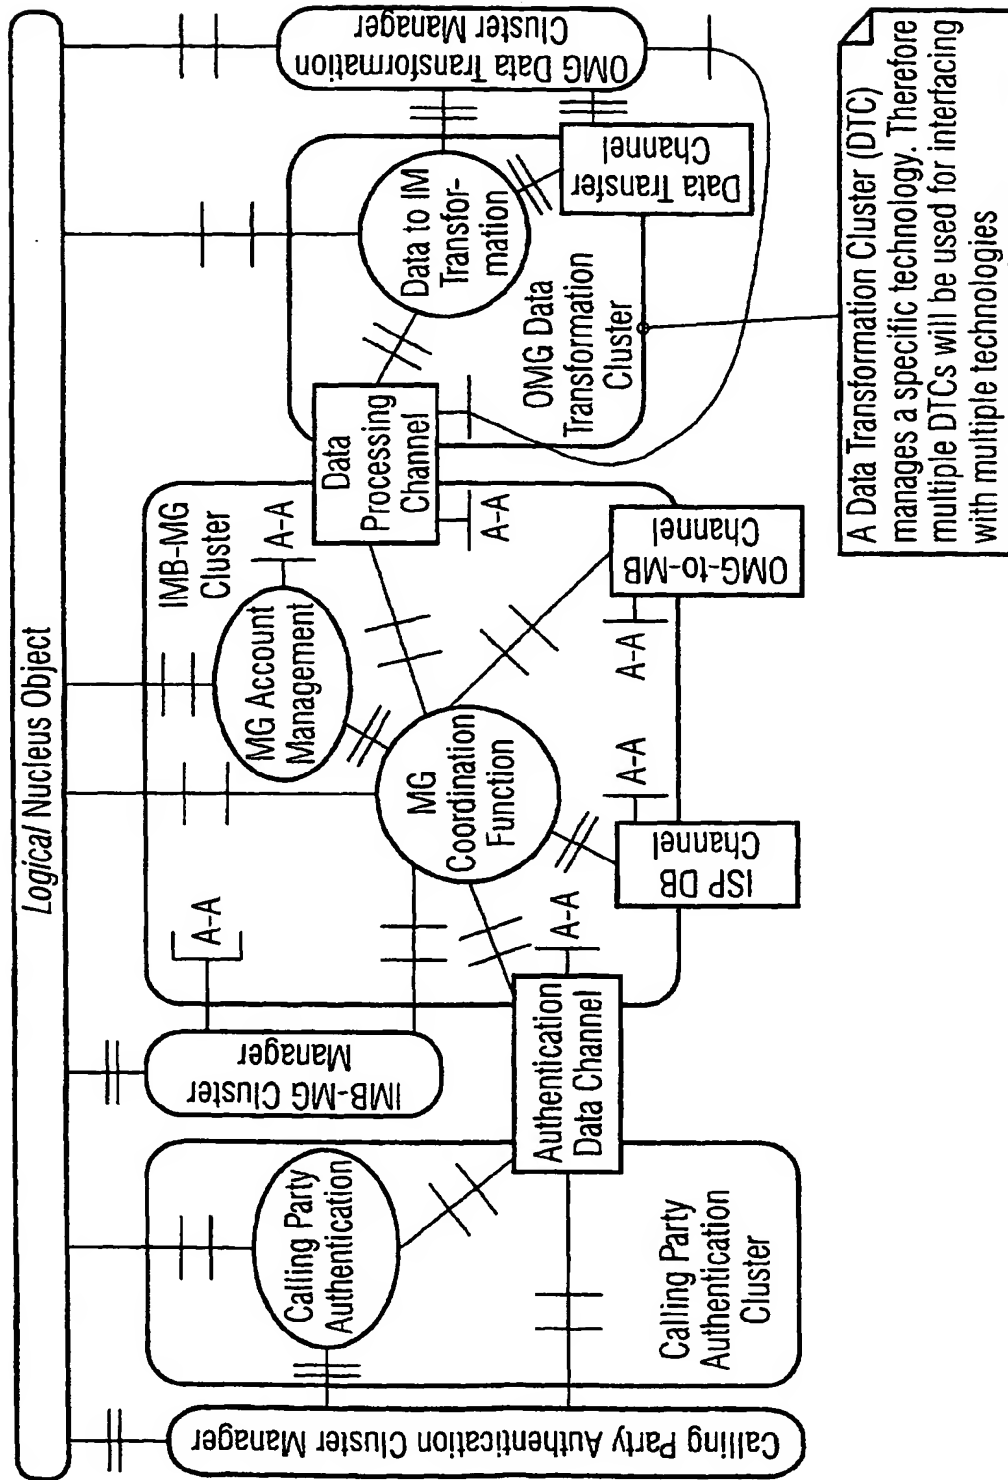 Logical Nucleus Object
OMG Data Transformation
Cluster Manager
Data to IM
Transfor-
mation
Data Transfer
Channel
OMG Data
Transformation
Cluster
Data
Processing
Channel
IMB-MG
Cluster
A-A
A-A
MG Account
Management
OMG-to-MB
Channel
A-A
MG
Coordination
Function
A-A
ISP DB
Channel
A-A
A-A
IMB-MG Cluster
Manager
Authentication
Data Channel
Calling Party
Authentication
Calling Party
Authentication
Cluster
Calling Party Authentication Cluster Manager
A Data Transformation Cluster (DTC)
manages a specific technology. Therefore
multiple DTCs will be used for interfacing
with multiple technologies